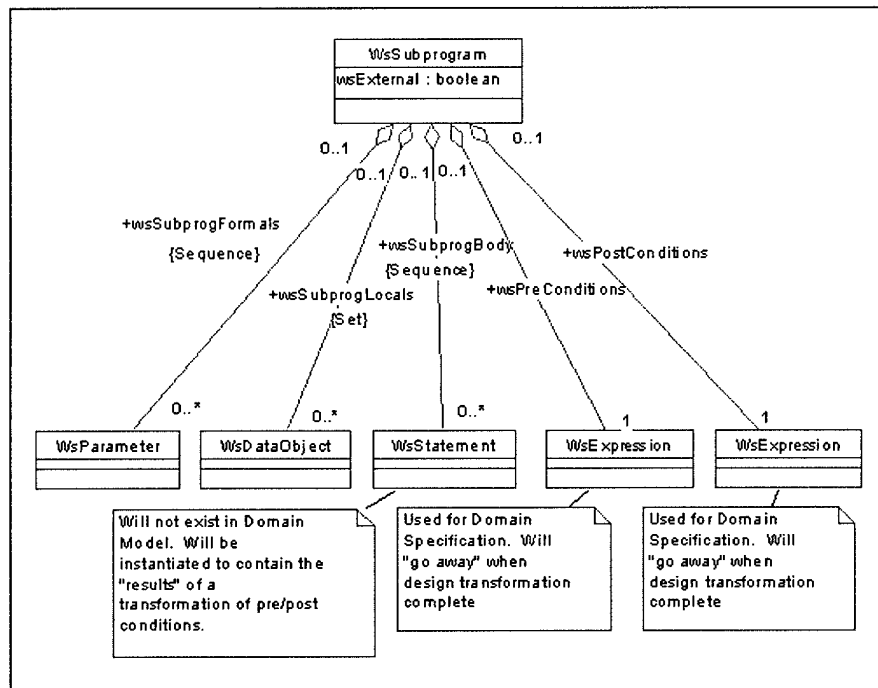 WsSubprogram
wsExternal : boolean
0..1
0..1
0..1
0..1
0..1
+wsSubprogFormals
{Sequence}
+wsSubprogBody
{Sequence}
+wsPostConditions
+wsSubprogLocals
{Set}
+wsPreConditions
0..*
0..*
0..*
1
1
WsParameter
WsDataObject
WsStatement
WsExpression
WsExpression
Will not exist in Domain
Model. Will be
instantiated to contain the
"results" of a
transformation of pre/post
conditions.
Used for Domain
Specification. Will
"go away" when
design transformation
complete
Used for Domain
Specification. Will
"go away" when
design transformation
complete